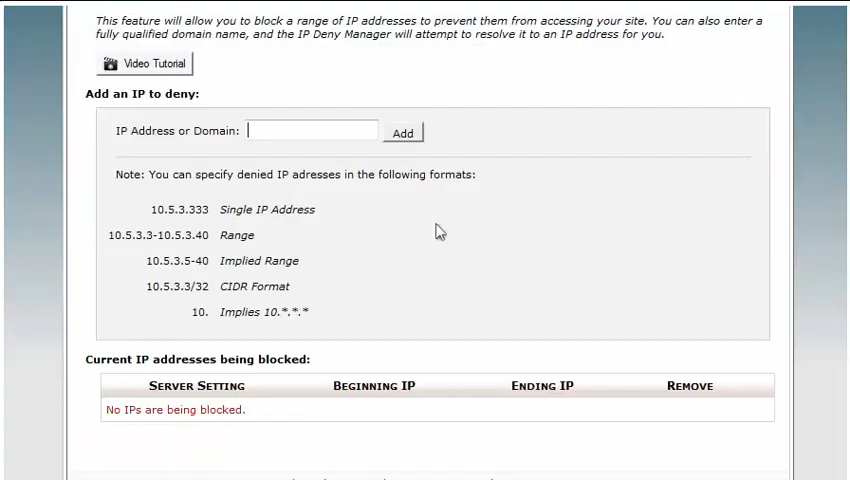 This feature will allow you to block a range of IP addresses to prevent them from accessing your site. You can also enter a
fully qualified domain name, and the IP Deny Manager will attempt to resolve it to an IP address for you.
Video Tutorial
Add an IP to deny:
IP Address or Domain: Add
Note: You can specify denied IP adresses in the following formats:
10.5.3.333 Single IP Address
10.5.3.3-10.5.3.40 Range
10.5.3.5-40 Implied Range
10.5.3.3/32 CIDR Format
10. Implies 10.*.*.*
Current IP addresses being blocked:
SERVER SETTING BEGINNING IP ENDING IP REMOVE
No IPs are being blocked.